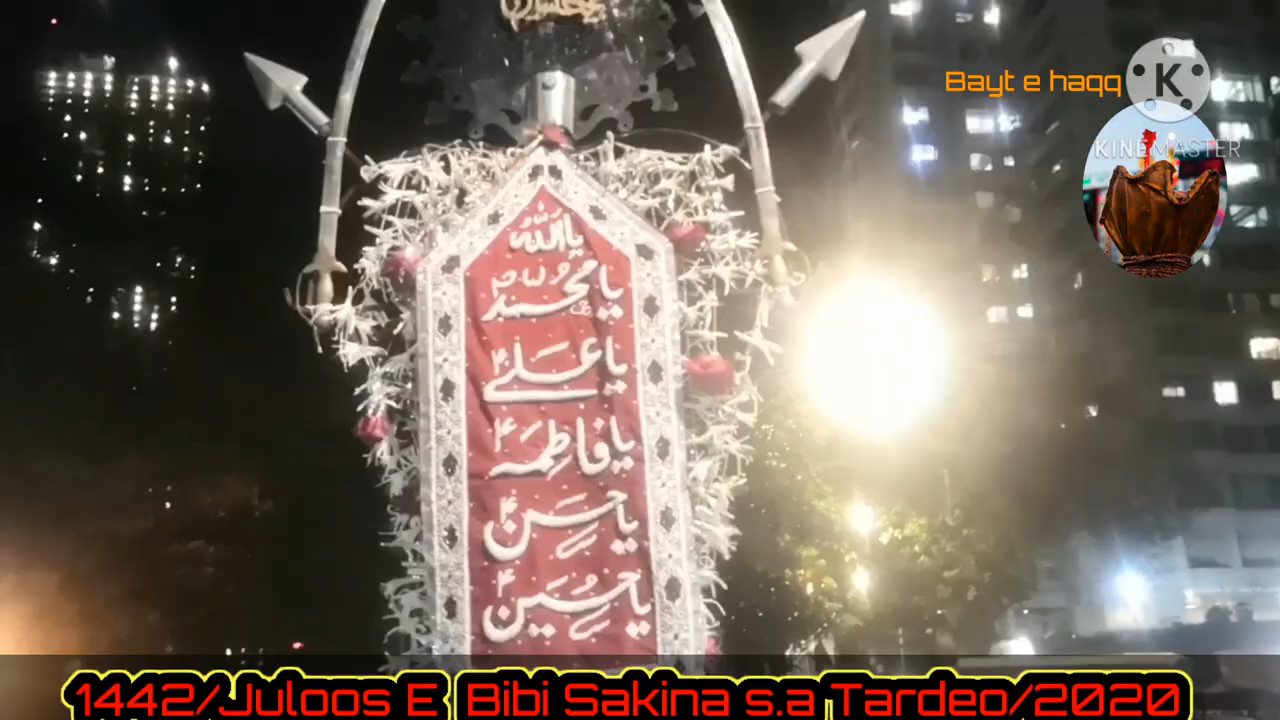 Bayt e haqq
K
KINEMASTER
یا اللہ
یا محمد
یا علی
یا فاطمہ
یا حسن
یا حسین
1442/Juloos E Bibi Sakina s.a Tardeo/2020